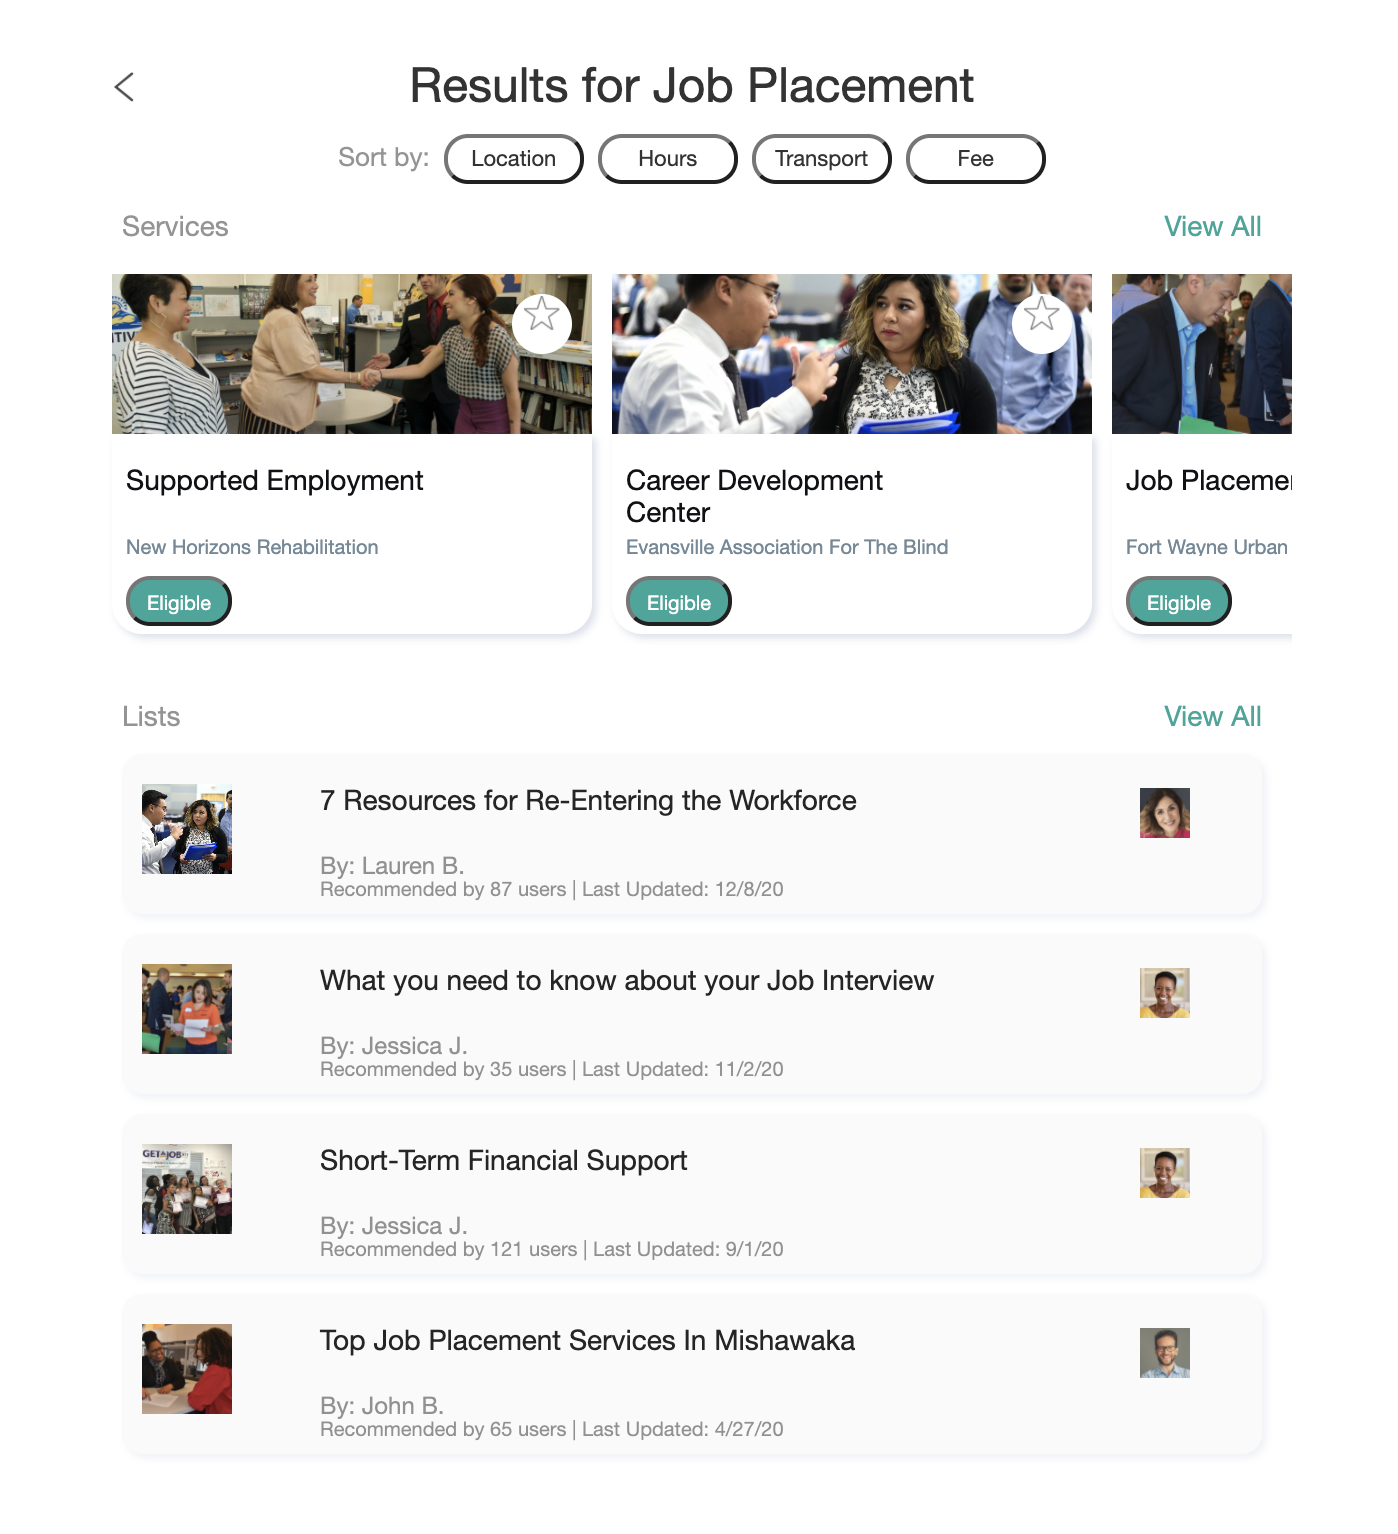 Results for Job Placement
Sort by: Location Hours Transport Fee
Services View All
Supported Employment
New Horizons Rehabilitation
Eligible
Career Development
Center
Evansville Association For The Blind
Eligible
Job Placemen
Fort Wayne Urban
Eligible
Lists View All
7 Resources for Re-Entering the Workforce
By: Lauren B.
Recommended by 87 users | Last Updated: 12/8/20
What you need to know about your Job Interview
By: Jessica J.
Recommended by 35 users | Last Updated: 11/2/20
GET A JOB
Short-Term Financial Support
By: Jessica J.
Recommended by 121 users | Last Updated: 9/1/20
Top Job Placement Services In Mishawaka
By: John B.
Recommended by 65 users | Last Updated: 4/27/20